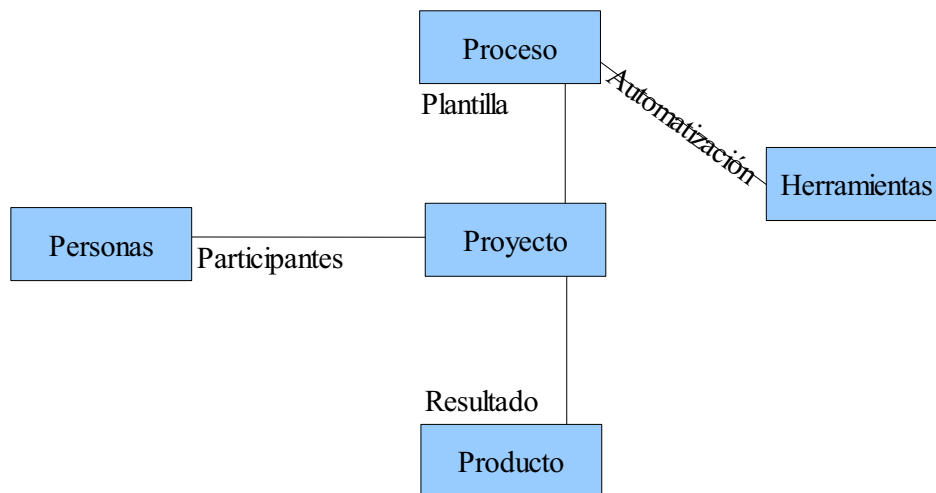 Proceso
Plantilla
Automatización
Herramientas
Personas
Participantes
Proyecto
Resultado
Producto